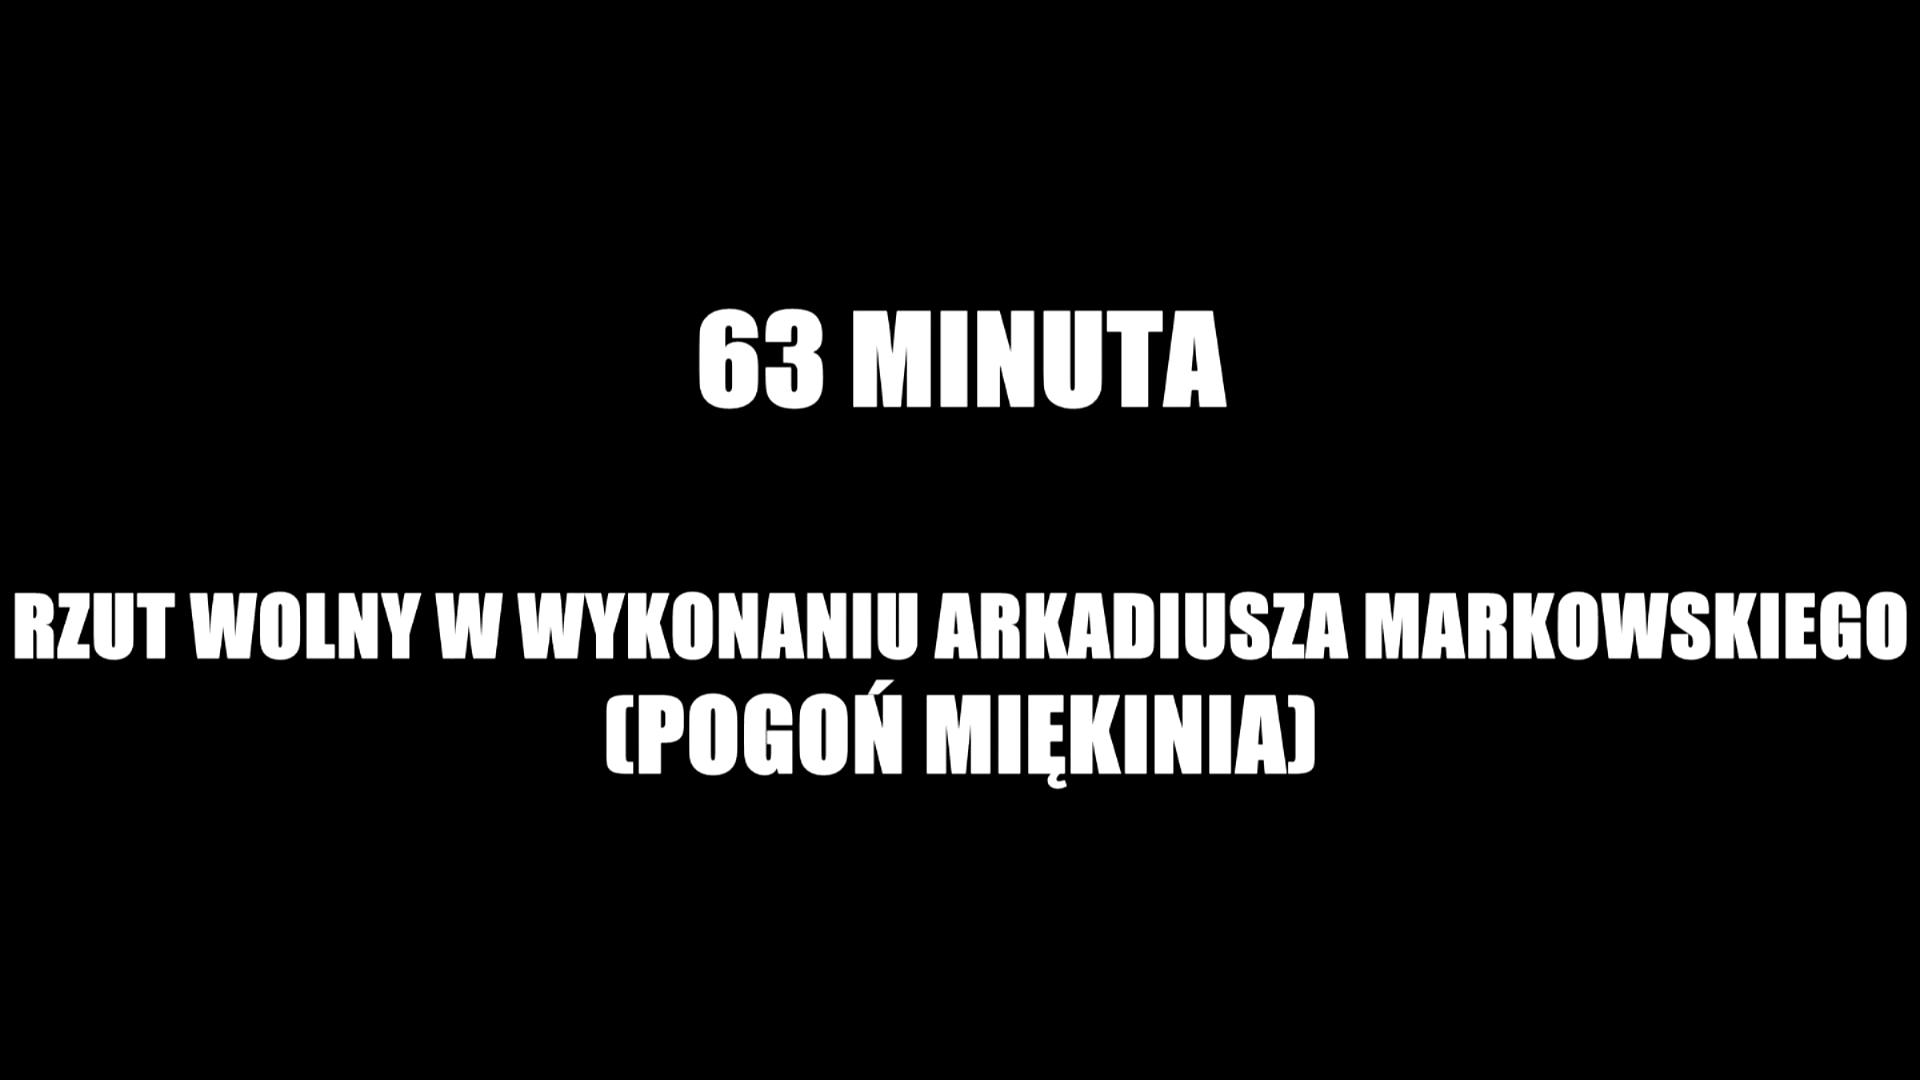 63 MINUTA
RZUT WOLNY W WYKONANIU ARKADIUSZA MARKOWSKIEGO
(POGOŃ MIĘKINIA)